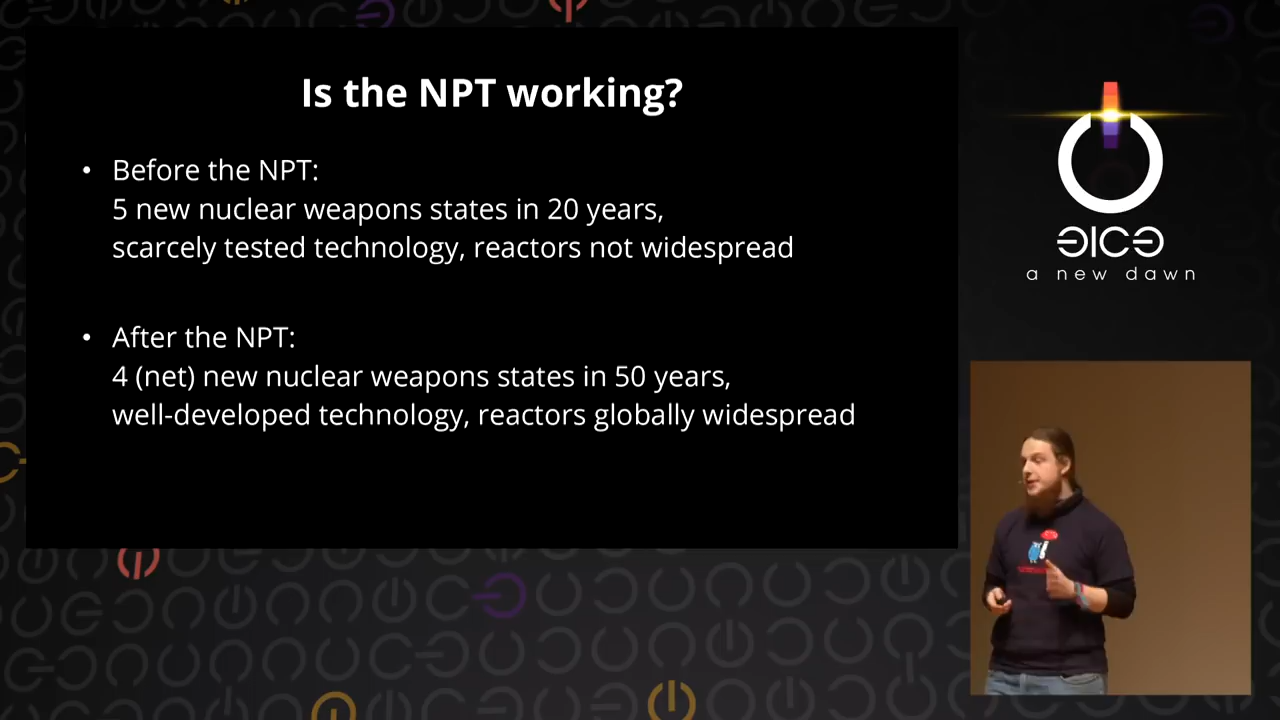 Is the NPT working?
• Before the NPT:
5 new nuclear weapons states in 20 years,
scarcely tested technology, reactors not widespread
• After the NPT:
4 (net) new nuclear weapons states in 50 years,
well-developed technology, reactors globally widespread
31C3
a new dawn